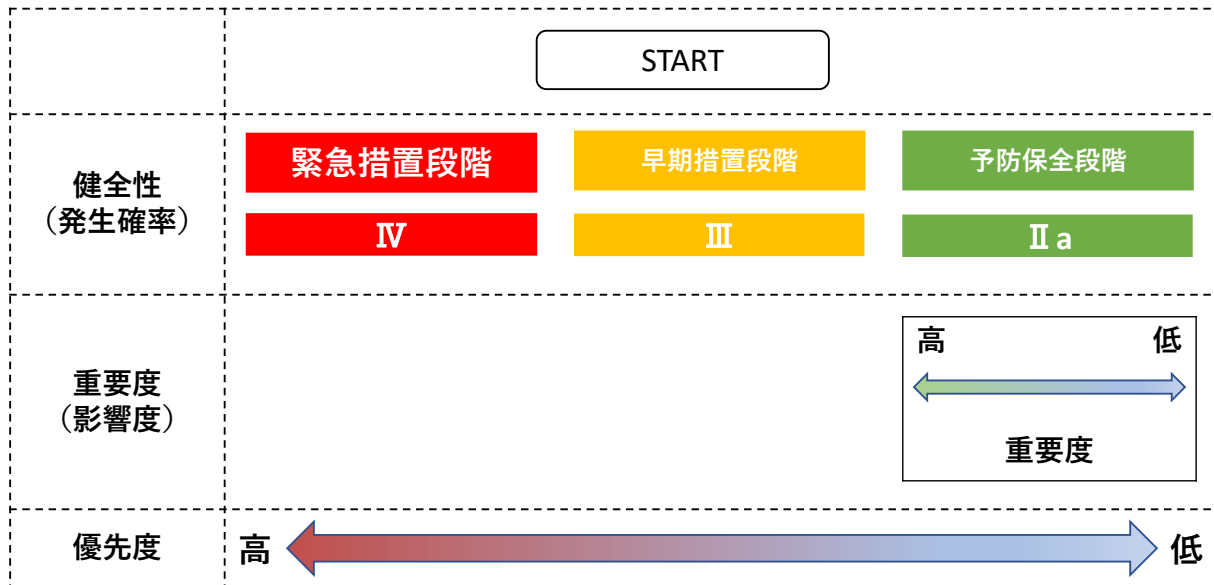 START
健全性
（発生確率）
緊急措置段階
早期措置段階
予防保全段階
Ⅳ
Ⅲ
Ⅱa
重要度
（影響度）
高
低
重要度
優先度
高
低